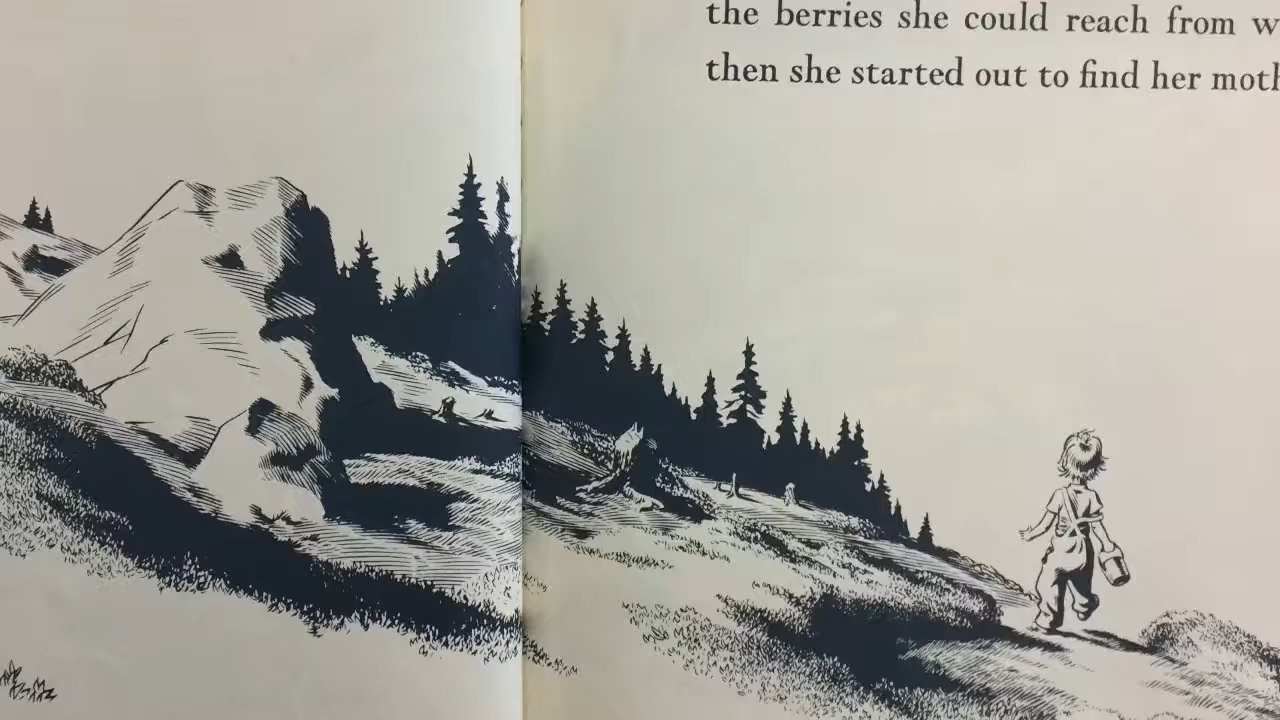 the berries she could reach from
then she started out to find her